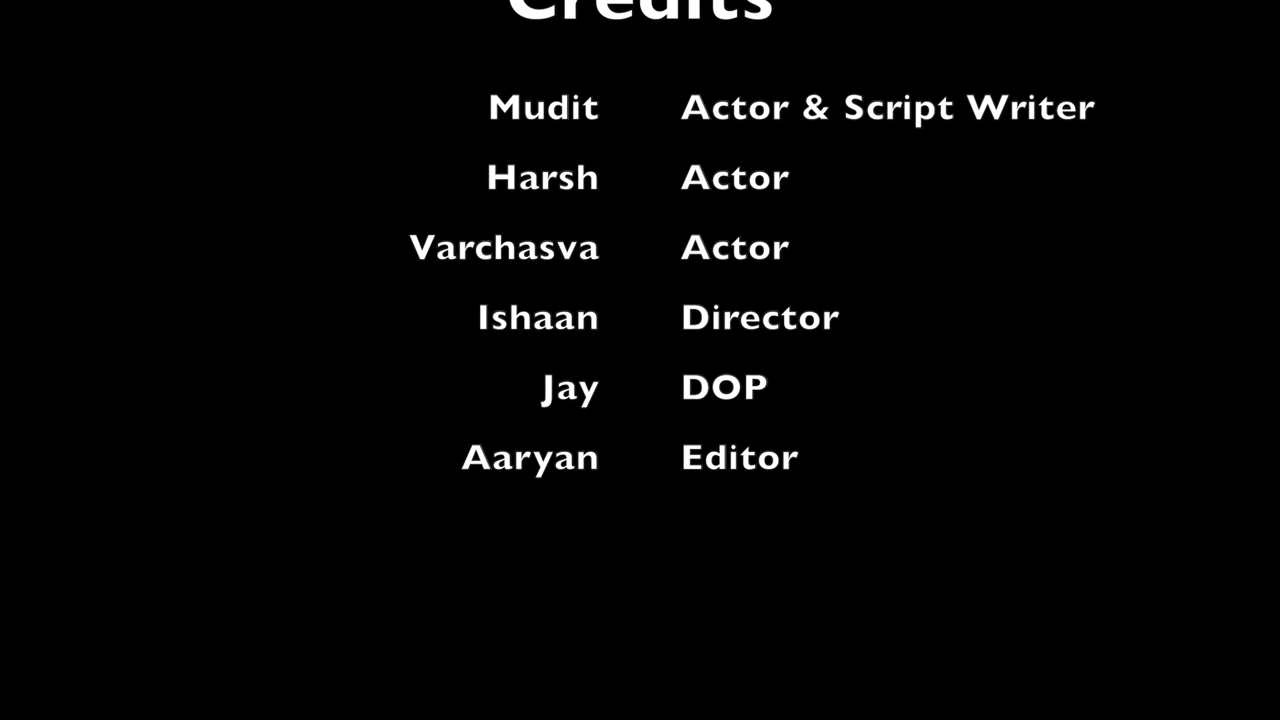 Credits
Mudit Actor & Script Writer
Harsh Actor
Varchasva Actor
Ishaan Director
Jay DOP
Aaryan Editor